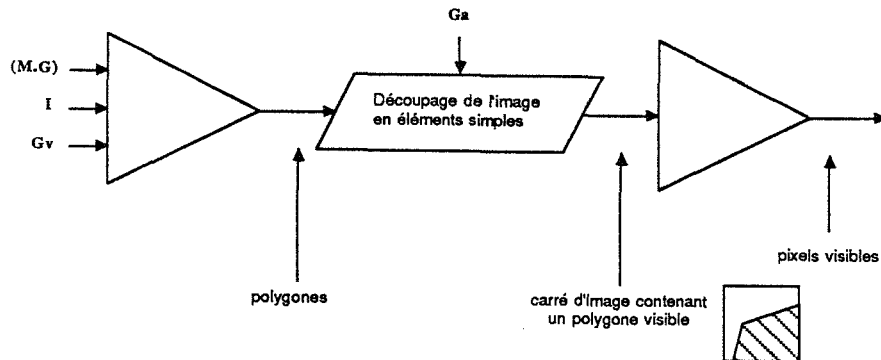 Ga
(M.G)
I
Gv
Découpage de l'image
en éléments simples
pixels visibles
polygones
carré d'image contenant
un polygone visible